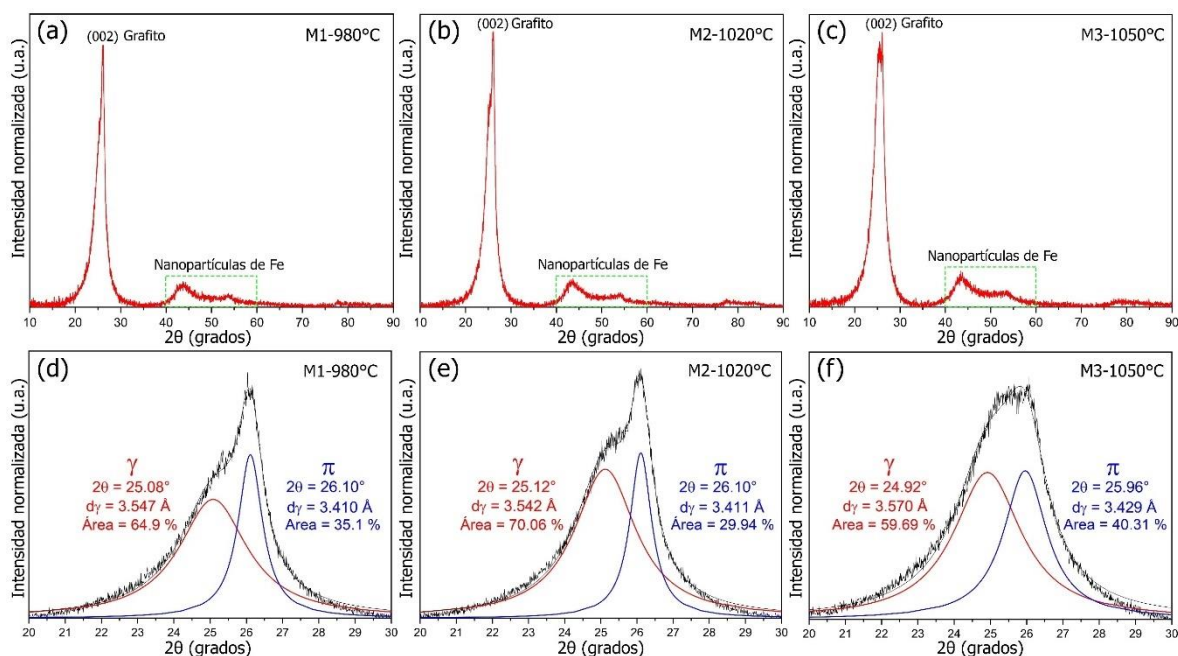 (a)
(002) Grafito
M1-980°C
Nanopartículas de Fe
Intensidad normalizada (u.a.)
10 20 30 40 50 60 70 80 90
2θ (grados)
(b)
(002) Grafito
M2-1020°C
Nanopartículas de Fe
Intensidad normalizada (u.a.)
10 20 30 40 50 60 70 80 90
2θ (grados)
(c)
(002) Grafito
M3-1050°C
Nanopartículas de Fe
Intensidad normalizada (u.a.)
10 20 30 40 50 60 70 80 90
2θ (grados)
(d)
M1-980°C
γ
2θ = 25.08°
dγ = 3.547 Å
Área = 64.9 %
π
2θ = 26.10°
dγ = 3.410 Å
Área = 35.1 %
Intensidad normalizada (u.a.)
20 21 22 23 24 25 26 27 28 29 30
2θ (grados)
(e)
M2-1020°C
γ
2θ = 25.12°
dγ = 3.542 Å
Área = 70.06 %
π
2θ = 26.10°
dγ = 3.411 Å
Área = 29.94 %
Intensidad normalizada (u.a.)
20 21 22 23 24 25 26 27 28 29 30
2θ (grados)
(f)
M3-1050°C
γ
2θ = 24.92°
dγ = 3.570 Å
Área = 59.69 %
π
2θ = 25.96°
dγ = 3.429 Å
Área = 40.31 %
Intensidad normalizada (u.a.)
20 21 22 23 24 25 26 27 28 29 30
2θ (grados)